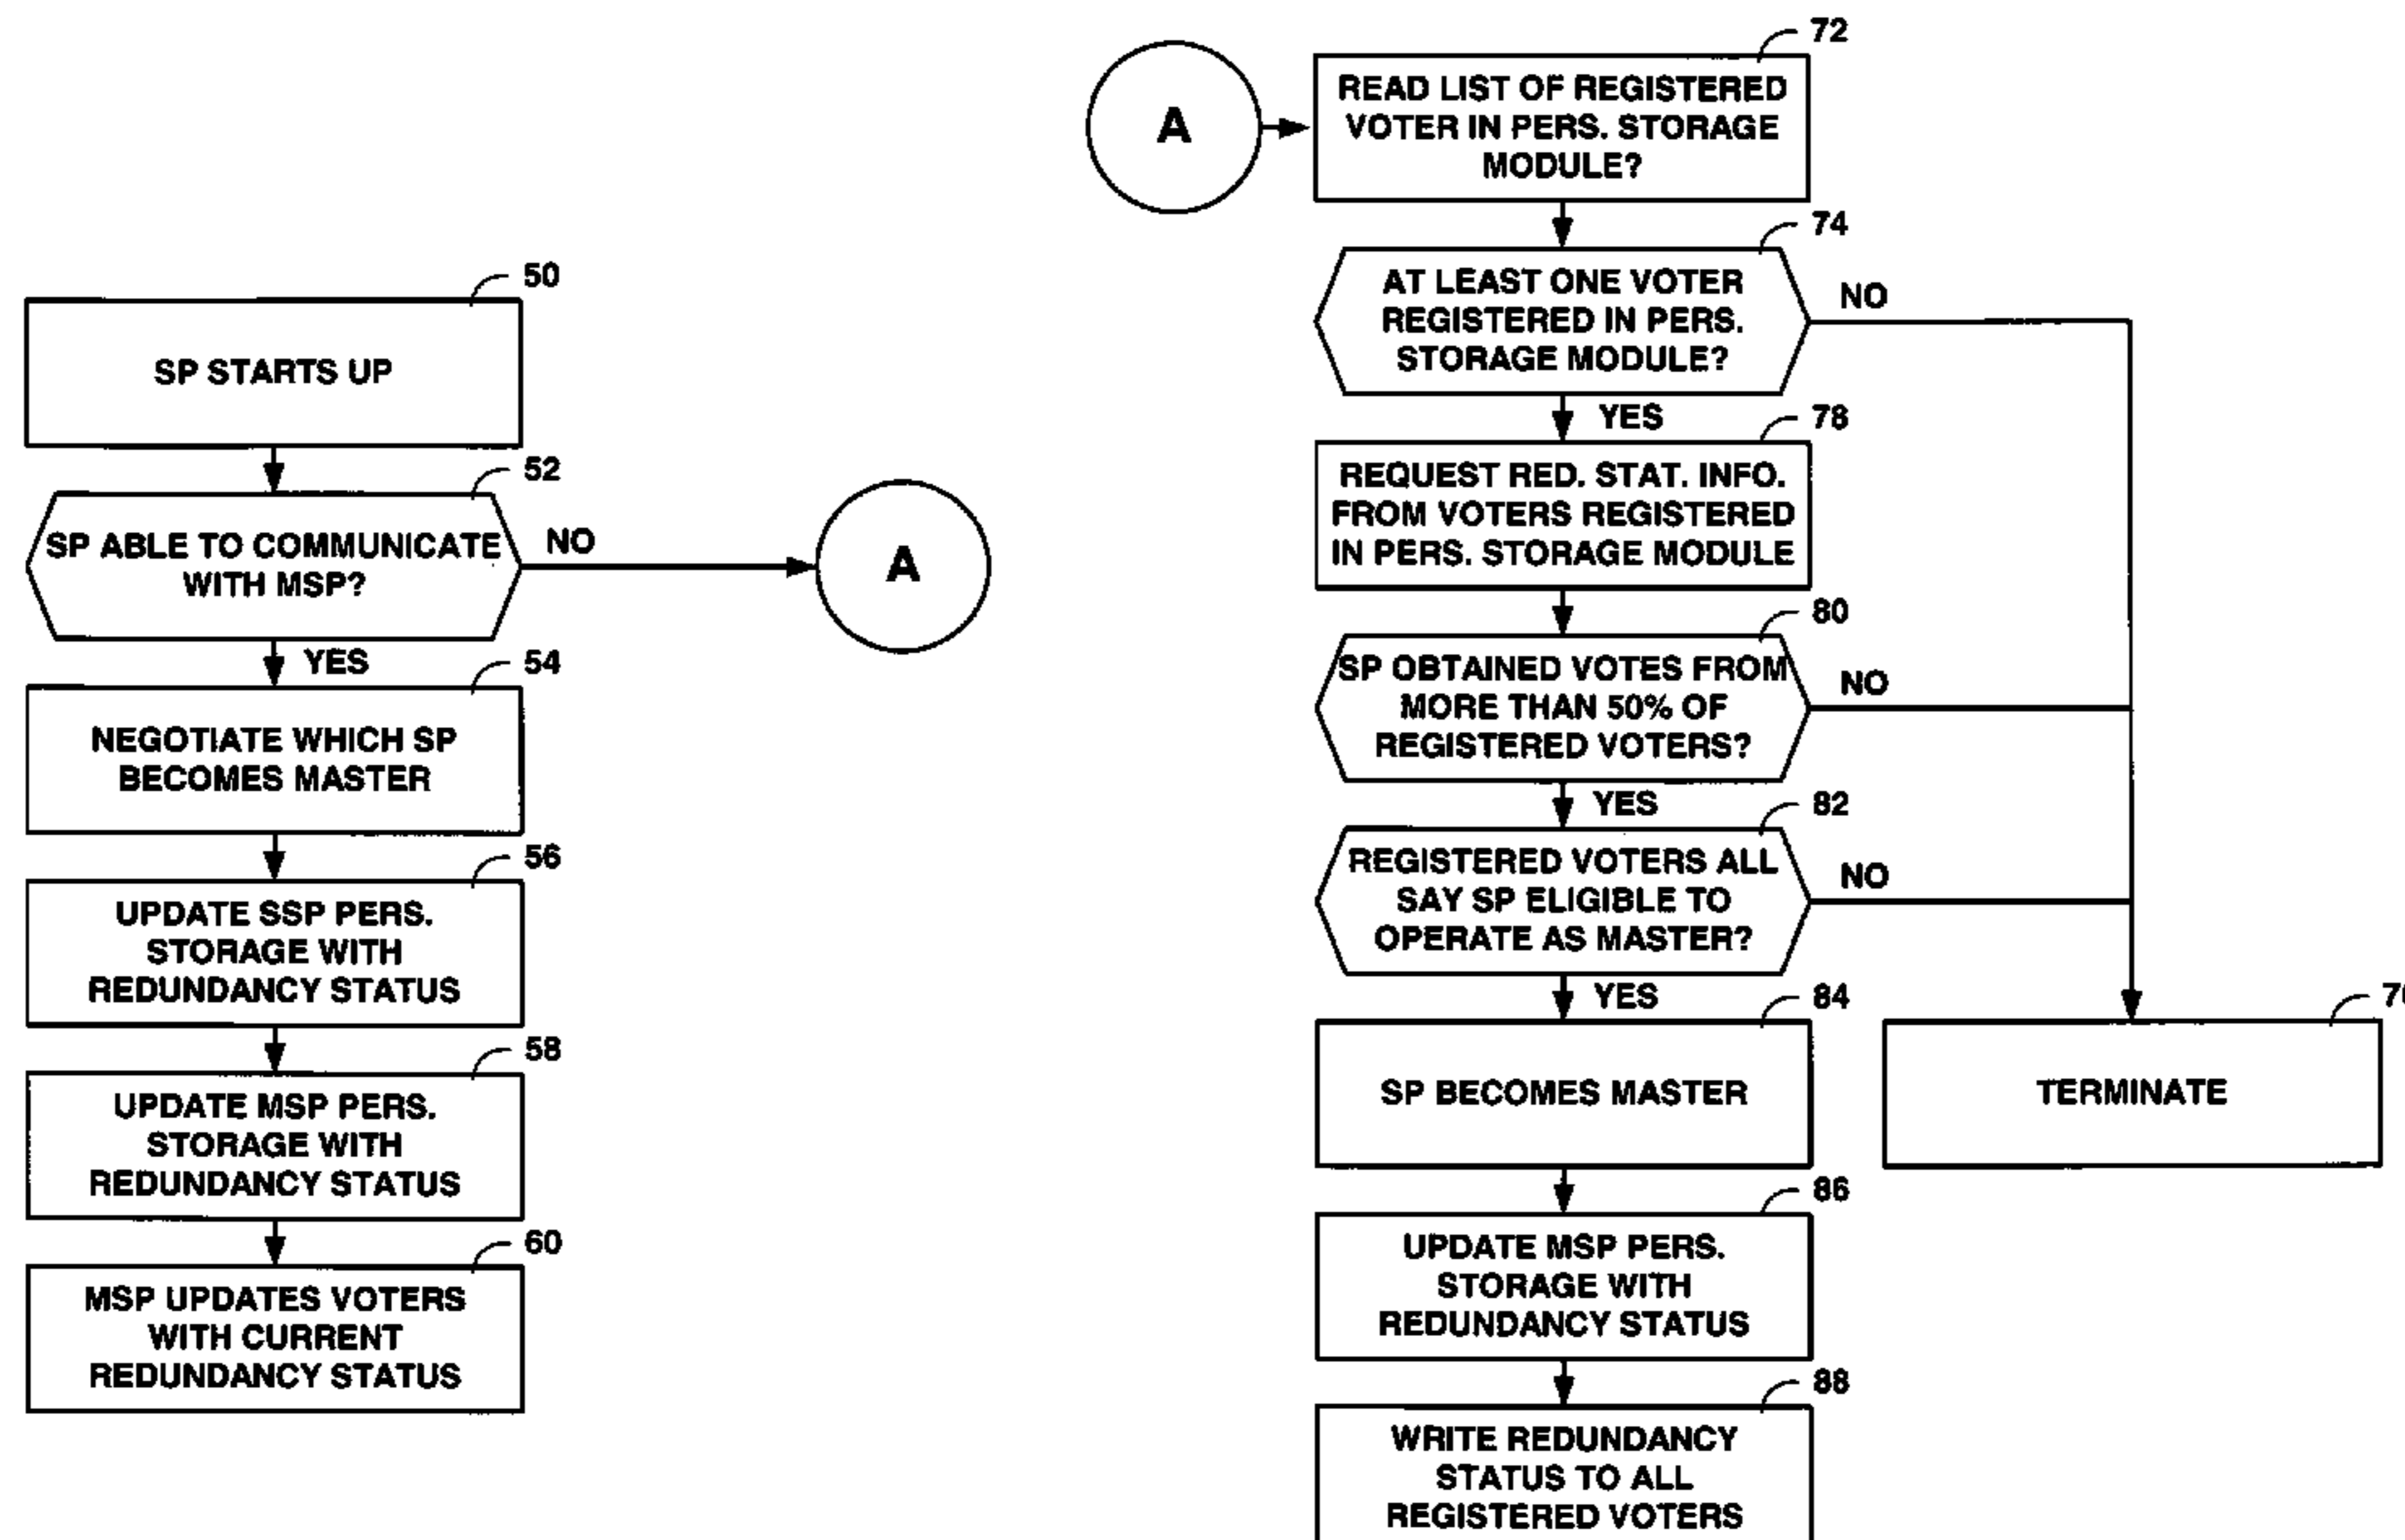 50
SP STARTS UP
52
SP ABLE TO COMMUNICATE
WITH MSP?
NO
A
YES
54
NEGOTIATE WHICH SP
BECOMES MASTER
56
UPDATE SSP PERS.
STORAGE WITH
REDUNDANCY STATUS
58
UPDATE MSP PERS.
STORAGE WITH
REDUNDANCY STATUS
60
MSP UPDATES VOTERS
WITH CURRENT
REDUNDANCY STATUS
A
72
READ LIST OF REGISTERED
VOTER IN PERS. STORAGE
MODULE?
74
AT LEAST ONE VOTER
REGISTERED IN PERS.
STORAGE MODULE?
NO
YES
78
REQUEST RED. STAT. INFO.
FROM VOTERS REGISTERED
IN PERS. STORAGE MODULE
80
SP OBTAINED VOTES FROM
MORE THAN 50% OF
REGISTERED VOTERS?
NO
YES
82
REGISTERED VOTERS ALL
SAY SP ELIGIBLE TO
OPERATE AS MASTER?
NO
YES
84
SP BECOMES MASTER
TERMINATE
86
UPDATE MSP PERS.
STORAGE WITH
REDUNDANCY STATUS
88
WRITE REDUNDANCY
STATUS TO ALL
REGISTERED VOTERS